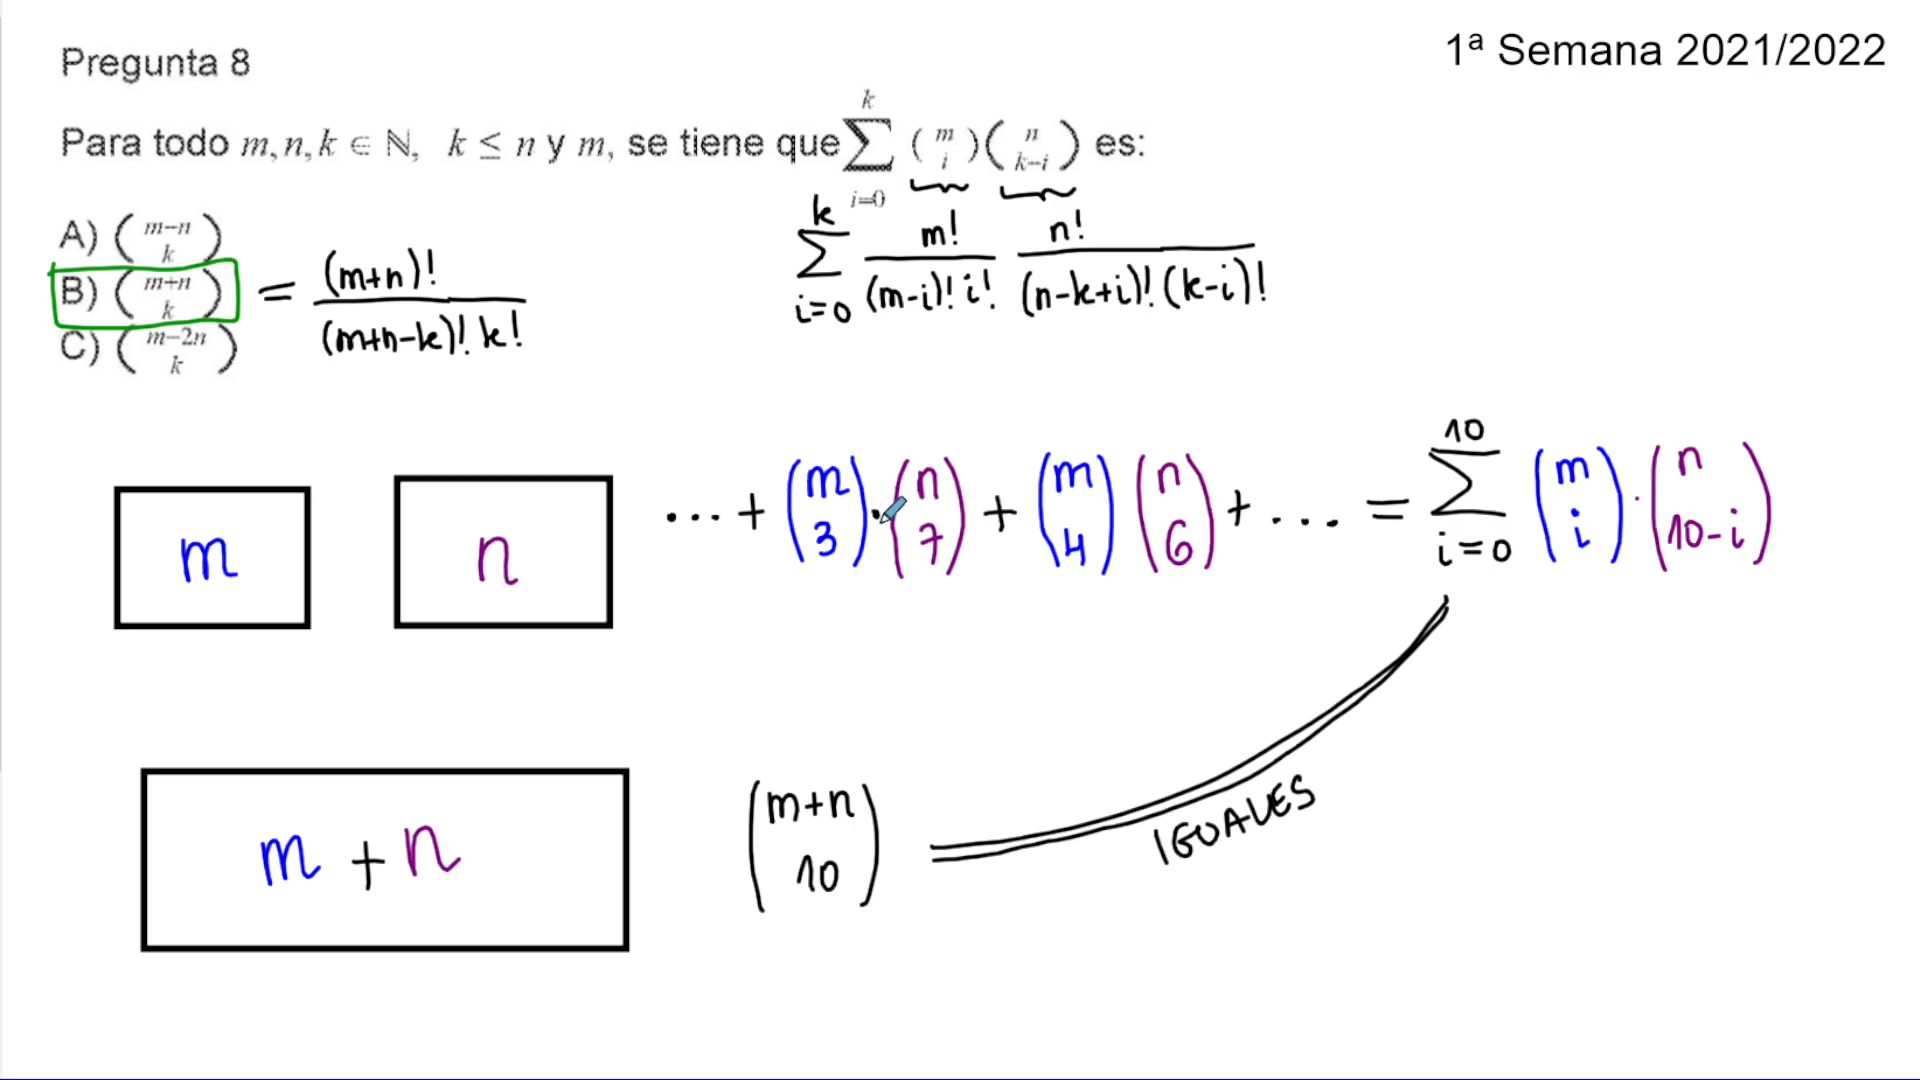 Pregunta 8
1ª Semana 2021/2022
Para todo m, n, k ∈ ℕ, k ≤ n y m, se tiene que ∑_{i=0}^{k} (m i)(n k−i) es:
A) (m−n k)
B) (m+n k) = (m+n)! / (m+n-k)! k!
C) (m−2n k)
∑_{i=0}^{k} m! / (m-i)! i! n! / (n-k+i)! (k-i)!
m
n
... + (m 3)·(n 7) + (m 4)(n 6) + ... = ∑_{i=0}^{10} (m i)·(n 10-i)
m + n
(m+n 10)
IGUALES